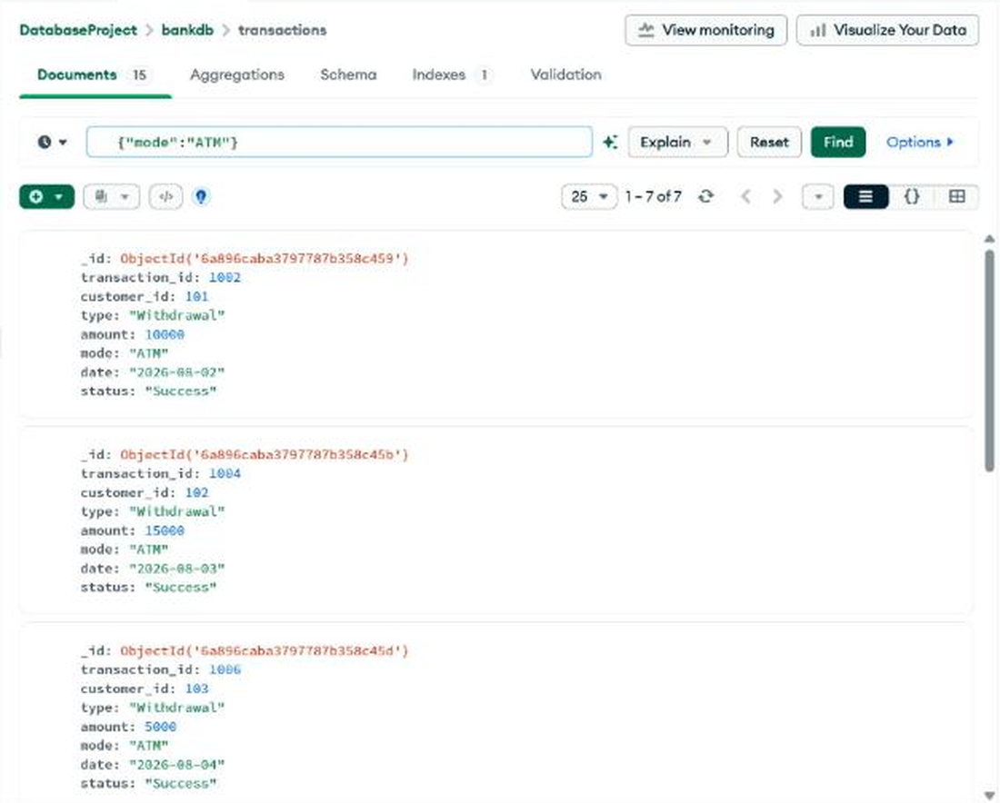 DatabaseProject > bankdb > transactions
View monitoring
Visualize Your Data
Documents 15 Aggregations Schema Indexes 1 Validation
{"mode":"ATM"}
Explain
Reset
Find
Options
</>
25
1 – 7 of 7
{}
_id: ObjectId('6a896caba3797787b358c459')
transaction_id: 1002
customer_id: 101
type: "Withdrawal"
amount: 10000
mode: "ATM"
date: "2026-08-02"
status: "Success"
_id: ObjectId('6a896caba3797787b358c45b')
transaction_id: 1004
customer_id: 102
type: "Withdrawal"
amount: 15000
mode: "ATM"
date: "2026-08-03"
status: "Success"
_id: ObjectId('6a896caba3797787b358c45d')
transaction_id: 1006
customer_id: 103
type: "Withdrawal"
amount: 5000
mode: "ATM"
date: "2026-08-04"
status: "Success"